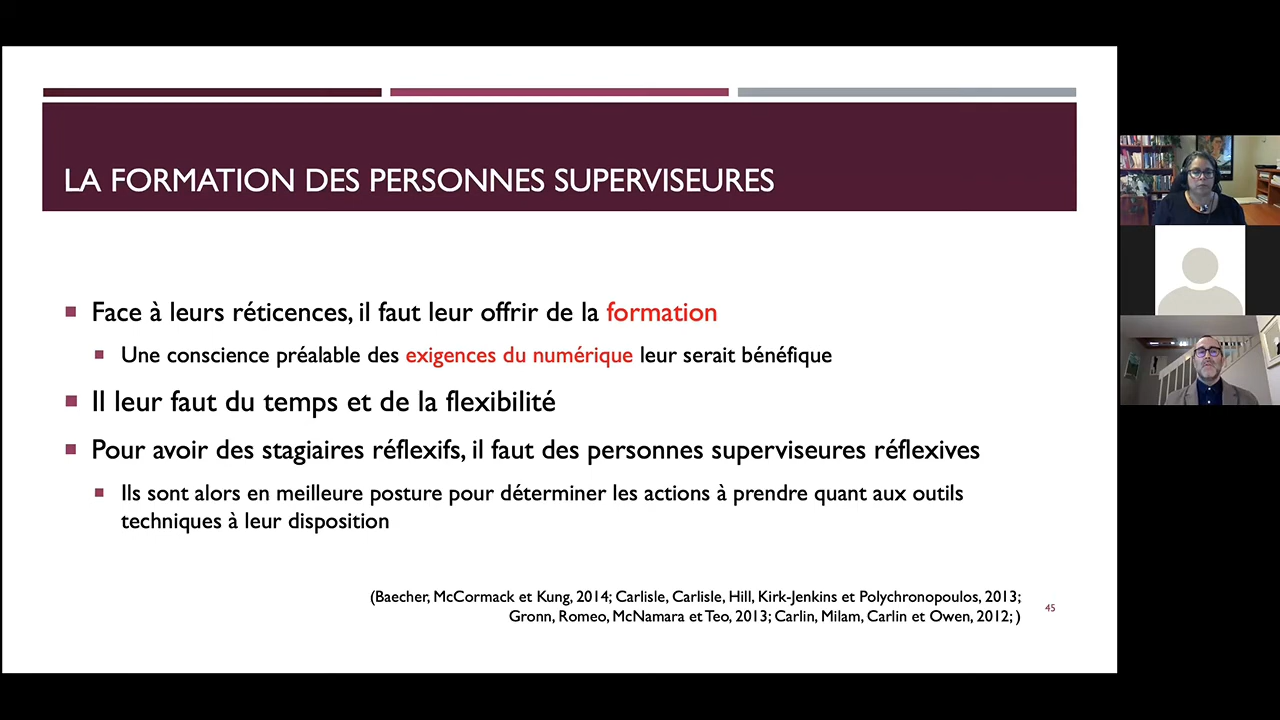 LA FORMATION DES PERSONNES SUPERVISEURES
Face à leurs réticences, il faut leur offrir de la formation
Une conscience préalable des exigences du numérique leur serait bénéfique
Il leur faut du temps et de la flexibilité
Pour avoir des stagiaires réflexifs, il faut des personnes superviseures réflexives
Ils sont alors en meilleure posture pour déterminer les actions à prendre quant aux outils
techniques à leur disposition
(Baecher, McCormack et Kung, 2014; Carlisle, Carlisle, Hill, Kirk-Jenkins et Polychronopoulos, 2013;
Gronn, Romeo, McNamara et Teo, 2013; Carlin, Milam, Carlin et Owen, 2012; )
45